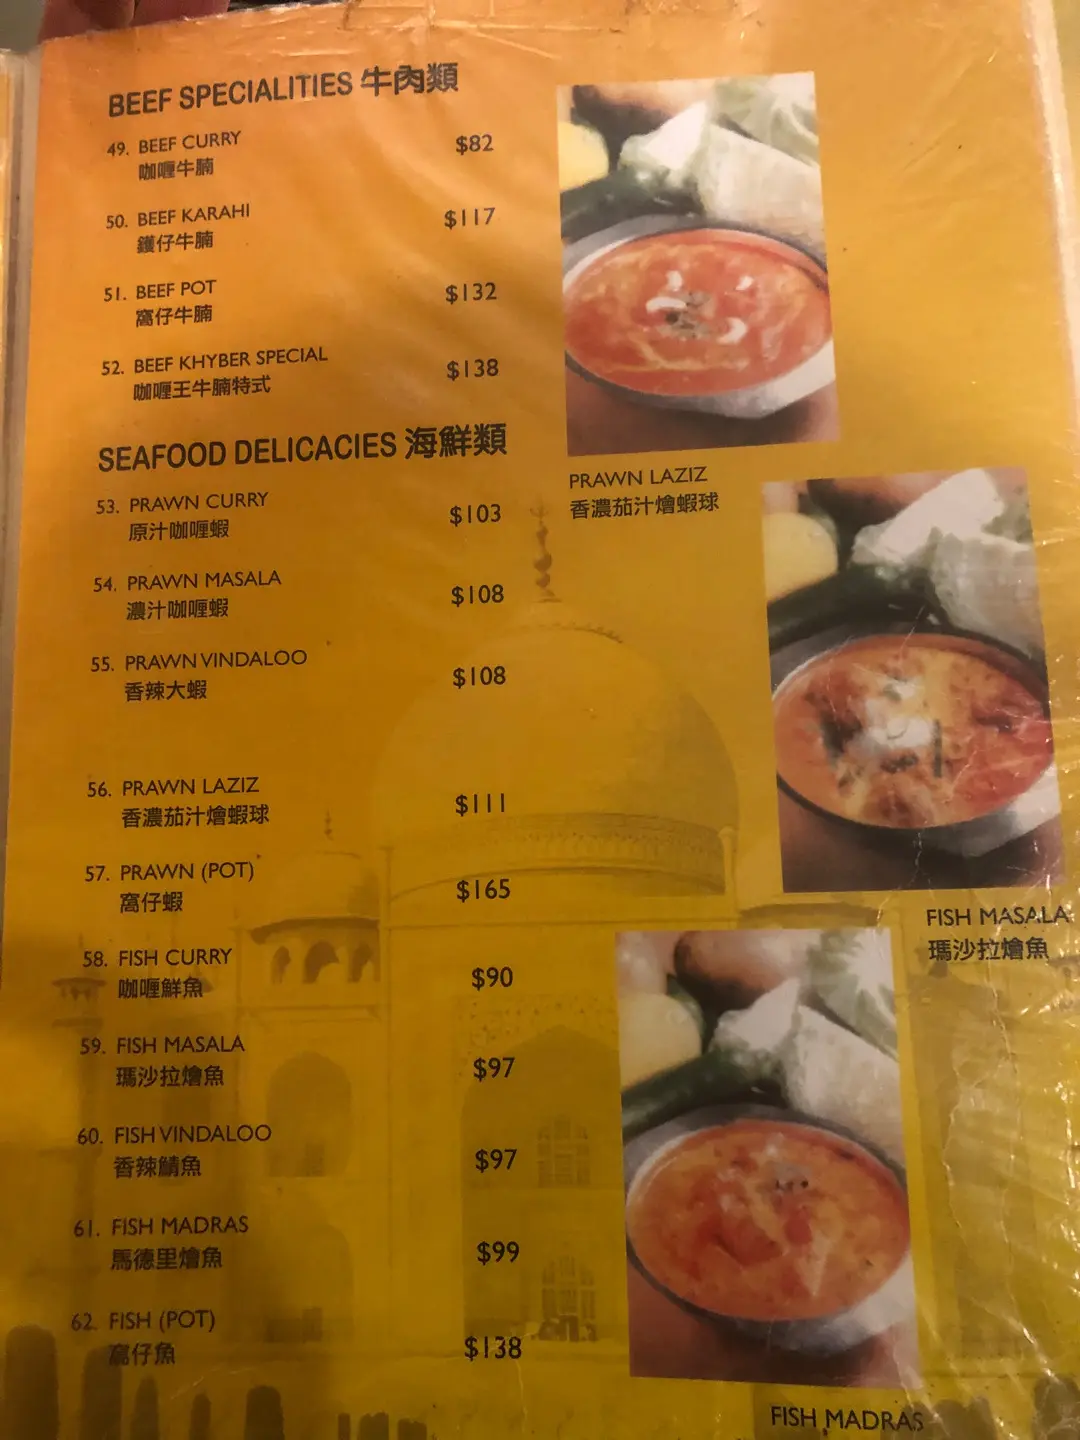 BEEF SPECIALITIES 牛肉類
49. BEEF CURRY $82
咖喱牛腩
50. BEEF KARAHI $117
鑊仔牛腩
51. BEEF POT $132
窩仔牛腩
52. BEEF KHYBER SPECIAL $138
咖喱王牛腩特式
SEAFOOD DELICACIES 海鮮類
53. PRAWN CURRY $103
原汁咖喱蝦
54. PRAWN MASALA $108
濃汁咖喱蝦
55. PRAWN VINDALOO $108
香辣大蝦
56. PRAWN LAZIZ $111
香濃茄汁燴蝦球
57. PRAWN (POT) $165
窩仔蝦
58. FISH CURRY $90
咖喱鮮魚
59. FISH MASALA $97
瑪沙拉燴魚
60. FISH VINDALOO $97
香辣鯖魚
61. FISH MADRAS $99
馬德里燴魚
62. FISH (POT) $138
窩仔魚
PRAWN LAZIZ
香濃茄汁燴蝦球
FISH MASALA
瑪沙拉燴魚
FISH MADRAS